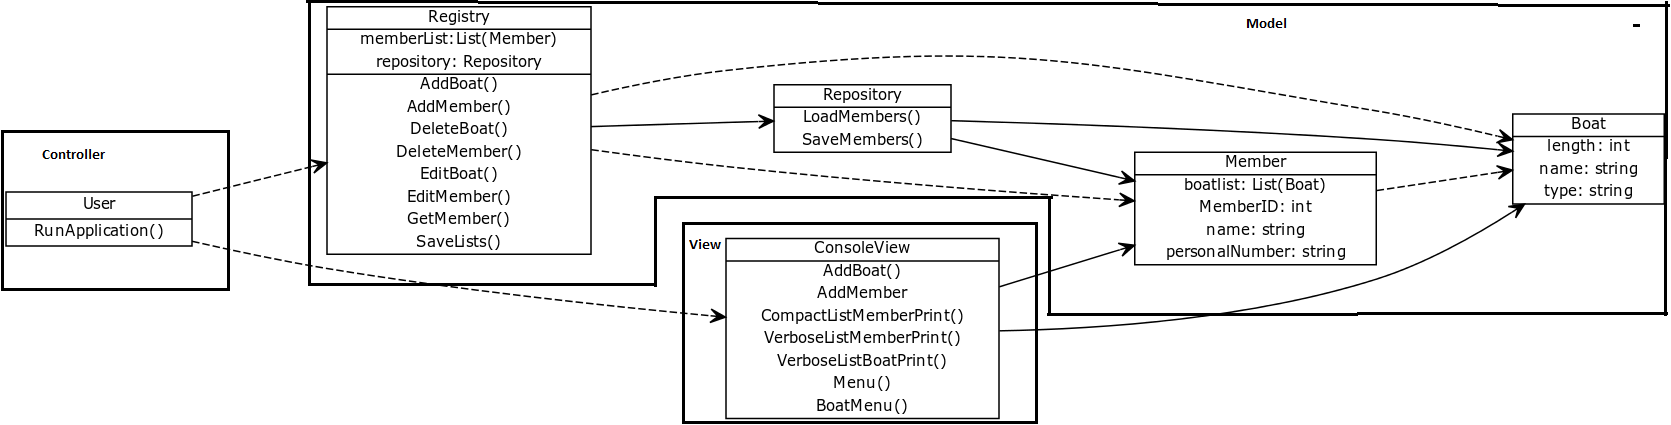 Controller
User
RunApplication()
Registry
memberList:List(Member)
repository: Repository
AddBoat()
AddMember()
DeleteBoat()
DeleteMember()
EditBoat()
EditMember()
GetMember()
SaveLists()
Model
-
Repository
LoadMembers()
SaveMembers()
Member
boatlist: List(Boat)
MemberID: int
name: string
personalNumber: string
Boat
length: int
name: string
type: string
View
ConsoleView
AddBoat()
AddMember
CompactListMemberPrint()
VerboseListMemberPrint()
VerboseListBoatPrint()
Menu()
BoatMenu()